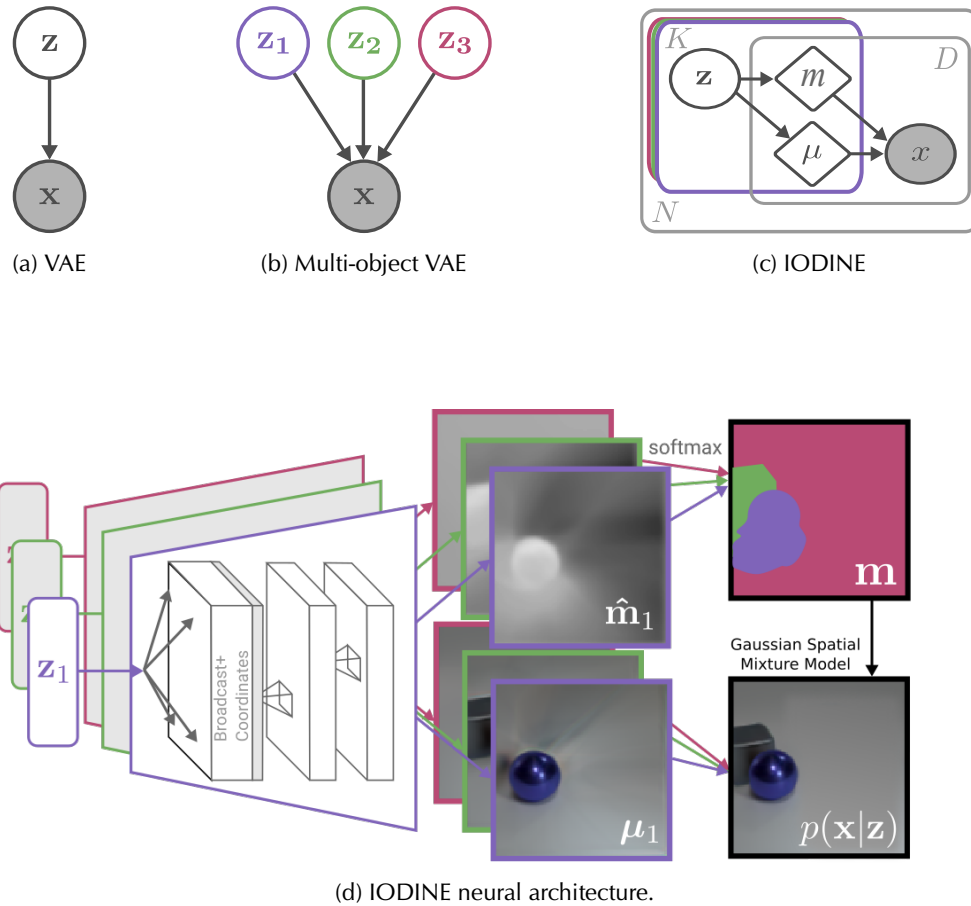 z
x
(a) VAE
z₁ z₂ z₃
x
(b) Multi-object VAE
K
D
z
m
μ
x
N
(c) IODINE
z
z
z₁
Broadcast+
Coordinates
softmax
m̂₁
m
Gaussian Spatial
Mixture Model
μ₁
p(x|z)
(d) IODINE neural architecture.